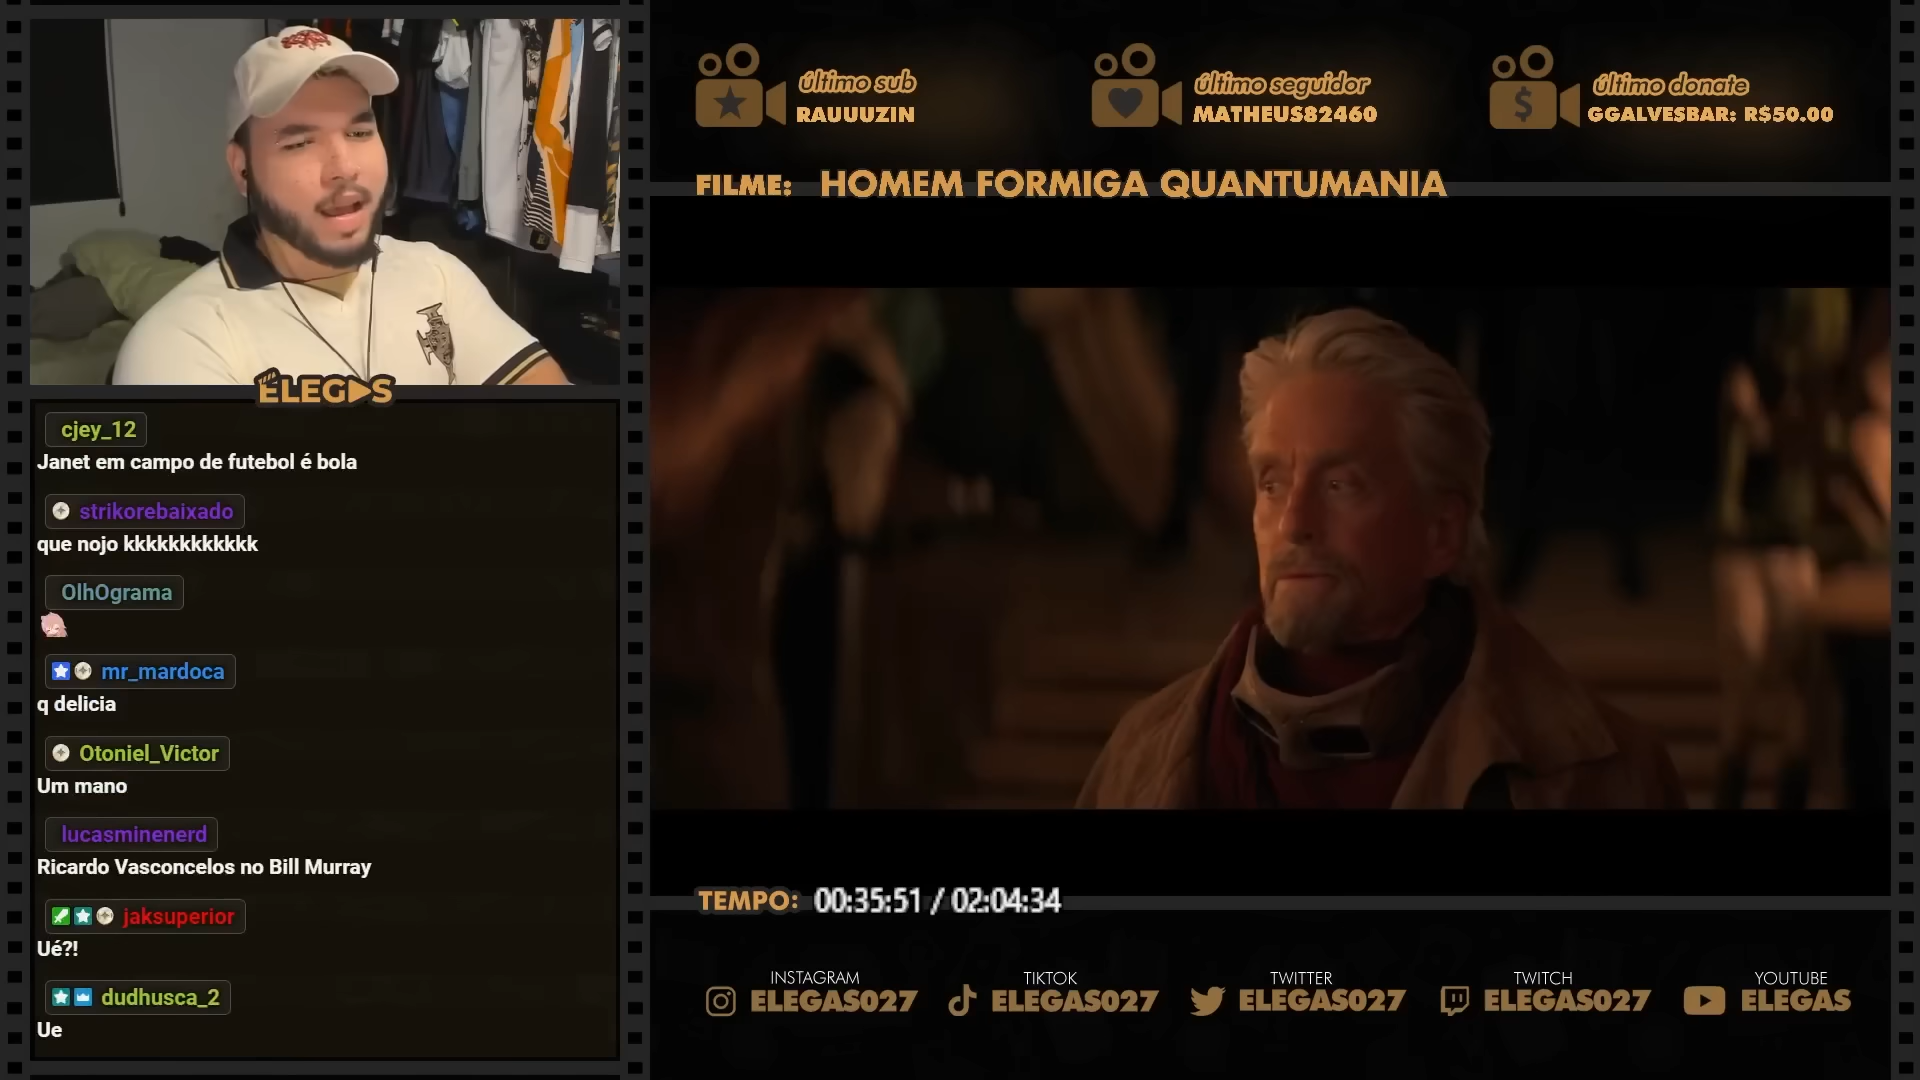 último sub
RAUUUZIN
último seguidor
MATHEUS82460
último donate
GGALVESBAR: R$50.00
FILME: HOMEM FORMIGA QUANTUMANIA
ELEGAS
cjey_12
Janet em campo de futebol é bola
strikorebaixado
que nojo kkkkkkkkkkkk
OlhOgrama
mr_mardoca
q delicia
Otoniel_Victor
Um mano
lucasminenerd
Ricardo Vasconcelos no Bill Murray
jaksuperior
Ué?!
dudhusca_2
Ue
TEMPO: 00:35:51 / 02:04:34
INSTAGRAM
ELEGAS027
TIKTOK
ELEGAS027
TWITTER
ELEGAS027
TWITCH
ELEGAS027
YOUTUBE
ELEGAS